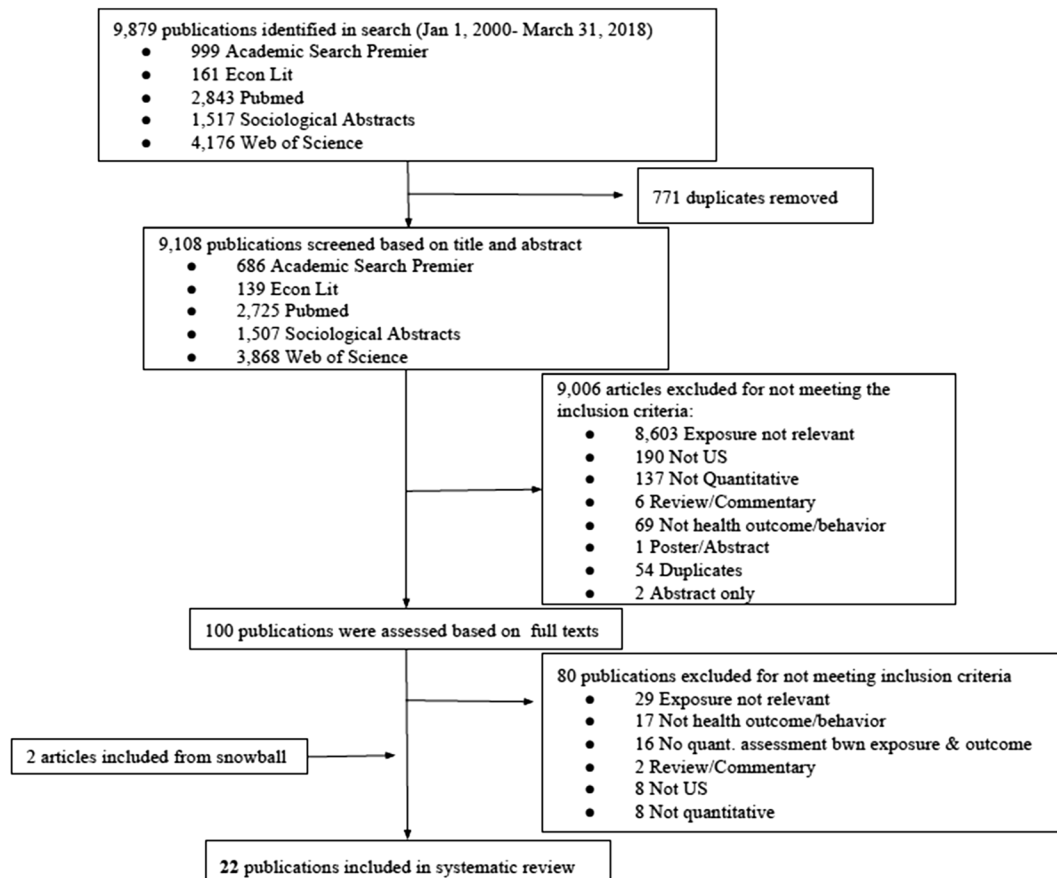 9,879 publications identified in search (Jan 1, 2000- March 31, 2018)
● 999 Academic Search Premier
● 161 Econ Lit
● 2,843 Pubmed
● 1,517 Sociological Abstracts
● 4,176 Web of Science
771 duplicates removed
9,108 publications screened based on title and abstract
● 686 Academic Search Premier
● 139 Econ Lit
● 2,725 Pubmed
● 1,507 Sociological Abstracts
● 3,868 Web of Science
9,006 articles excluded for not meeting the
inclusion criteria:
● 8,603 Exposure not relevant
● 190 Not US
● 137 Not Quantitative
● 6 Review/Commentary
● 69 Not health outcome/behavior
● 1 Poster/Abstract
● 54 Duplicates
● 2 Abstract only
100 publications were assessed based on full texts
80 publications excluded for not meeting inclusion criteria
● 29 Exposure not relevant
● 17 Not health outcome/behavior
● 16 No quant. assessment bwn exposure & outcome
● 2 Review/Commentary
● 8 Not US
● 8 Not quantitative
2 articles included from snowball
22 publications included in systematic review